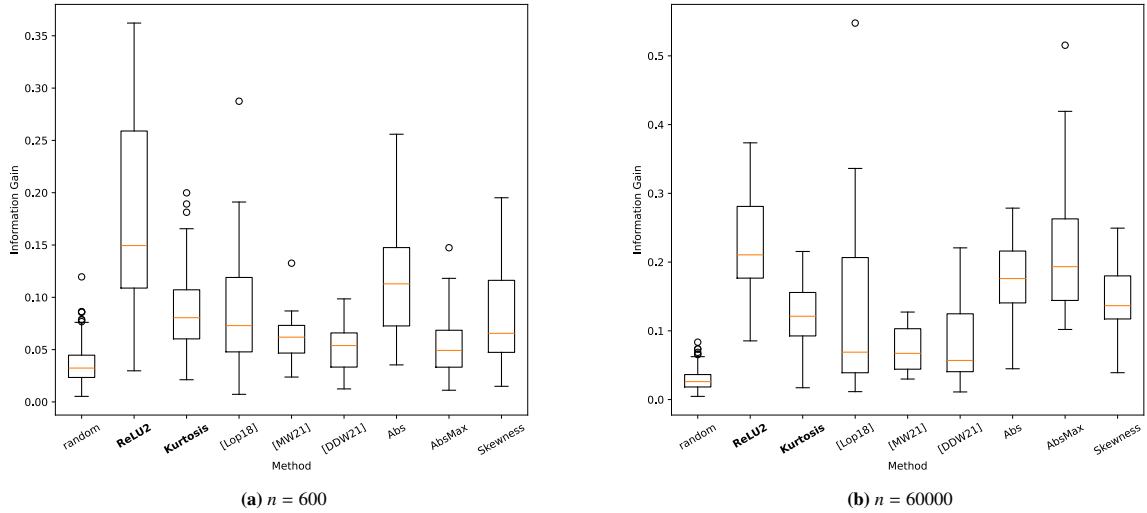 0.35
0.30
0.25
0.20
0.15
0.10
0.05
0.00
Information Gain
random
ReLU2
Kurtosis
[Lop18]
[MW21]
[DDW21]
Abs
AbsMax
Skewness
Method
(a) n = 600
0.5
0.4
0.3
0.2
0.1
0.0
Information Gain
random
ReLU2
Kurtosis
[Lop18]
[MW21]
[DDW21]
Abs
AbsMax
Skewness
Method
(b) n = 60000